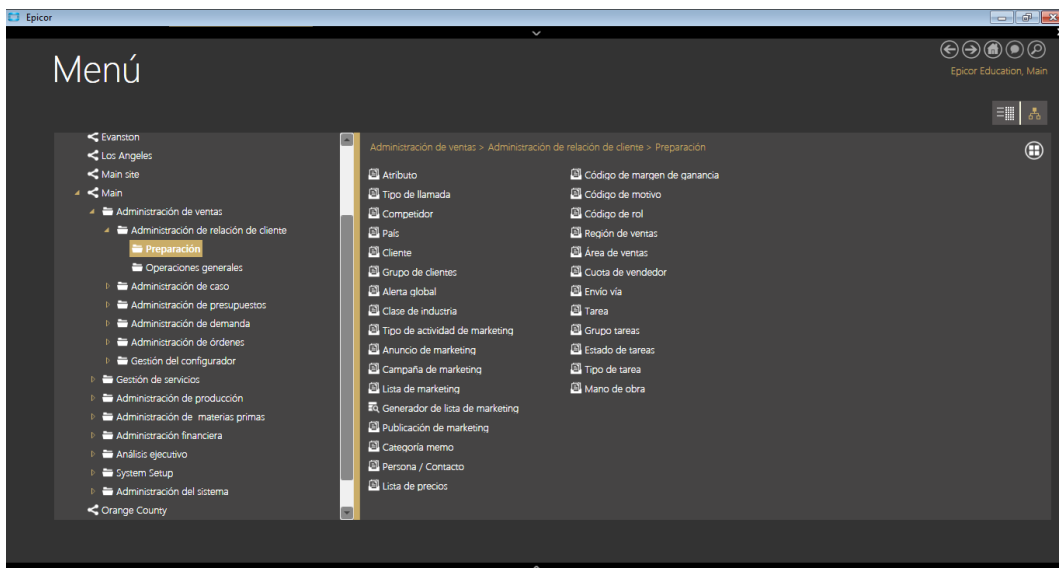 Epicor
Menú
Epicor Education, Main
Evanston
Los Angeles
Main site
Main
Administración de ventas
Administración de relación de cliente
Preparación
Operaciones generales
Administración de caso
Administración de presupuestos
Administración de demanda
Administración de órdenes
Gestión del configurador
Gestión de servicios
Administración de producción
Administración de materias primas
Administración financiera
Análisis ejecutivo
System Setup
Administración del sistema
Orange County
Administración de ventas > Administración de relación de cliente > Preparación
Atributo
Tipo de llamada
Competidor
País
Cliente
Grupo de clientes
Alerta global
Clase de industria
Tipo de actividad de marketing
Anuncio de marketing
Campaña de marketing
Lista de marketing
Generador de lista de marketing
Publicación de marketing
Categoría memo
Persona / Contacto
Lista de precios
Código de margen de ganancia
Código de motivo
Código de rol
Región de ventas
Área de ventas
Cuota de vendedor
Envío vía
Tarea
Grupo tareas
Estado de tareas
Tipo de tarea
Mano de obra